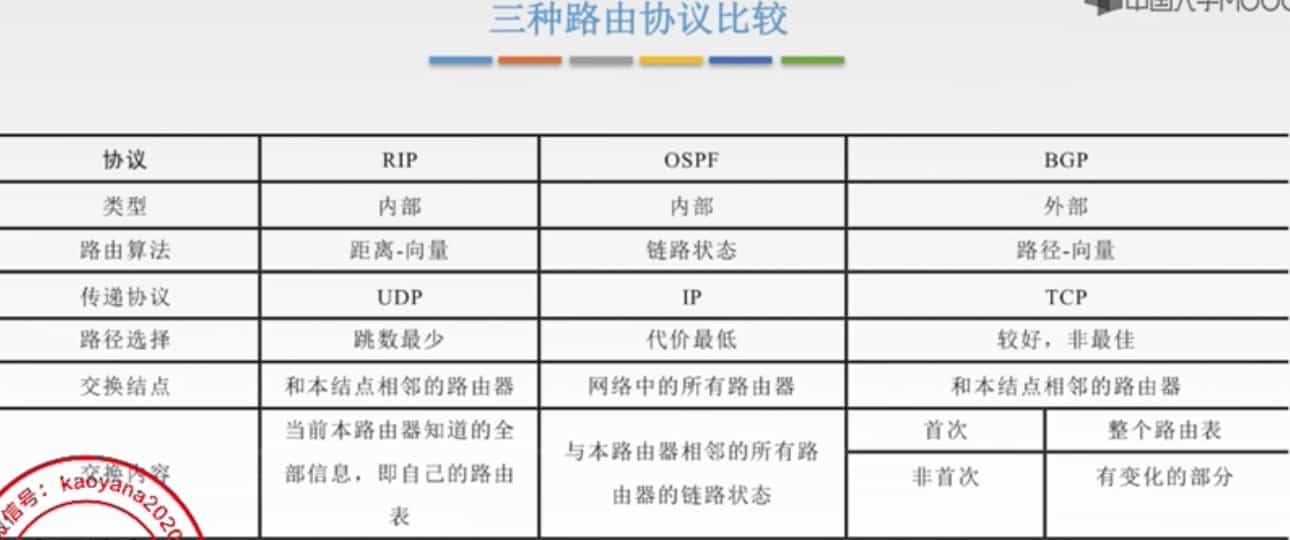 三种路由协议比较
中国大学MOOC
协议 RIP OSPF BGP
类型 内部 内部 外部
路由算法 距离-向量 链路状态 路径-向量
传递协议 UDP IP TCP
路径选择 跳数最少 代价最低 较好，非最佳
交换结点 和本结点相邻的路由器 网络中的所有路由器 和本结点相邻的路由器
交换内容
当前本路由器知道的全
部信息，即自己的路由
表
与本路由器相邻的所有路
由器的链路状态
首次 整个路由表
非首次 有变化的部分
信号：kaoyana2020